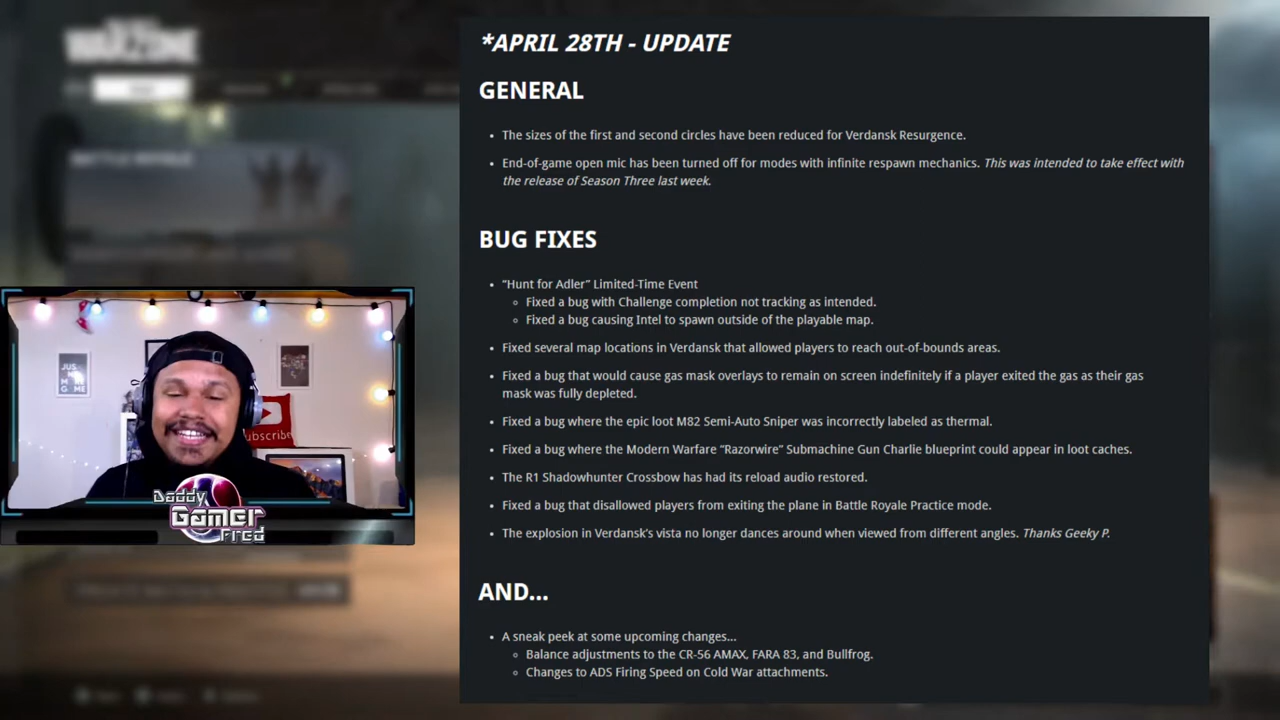 WARZONE
*APRIL 28TH - UPDATE
GENERAL
• The sizes of the first and second circles have been reduced for Verdansk Resurgence.
• End-of-game open mic has been turned off for modes with infinite respawn mechanics. This was intended to take effect with
the release of Season Three last week.
BUG FIXES
• “Hunt for Adler” Limited-Time Event
○ Fixed a bug with Challenge completion not tracking as intended.
○ Fixed a bug causing Intel to spawn outside of the playable map.
• Fixed several map locations in Verdansk that allowed players to reach out-of-bounds areas.
• Fixed a bug that would cause gas mask overlays to remain on screen indefinitely if a player exited the gas as their gas
mask was fully depleted.
• Fixed a bug where the epic loot M82 Semi-Auto Sniper was incorrectly labeled as thermal.
• Fixed a bug where the Modern Warfare “Razorwire” Submachine Gun Charlie blueprint could appear in loot caches.
• The R1 Shadowhunter Crossbow has had its reload audio restored.
• Fixed a bug that disallowed players from exiting the plane in Battle Royale Practice mode.
• The explosion in Verdansk’s vista no longer dances around when viewed from different angles. Thanks Geeky P.
AND...
• A sneak peek at some upcoming changes...
○ Balance adjustments to the CR-56 AMAX, FARA 83, and Bullfrog.
○ Changes to ADS Firing Speed on Cold War attachments.
BATTLE ROYALE
ubscribe
Daddy
Gamer
Fred